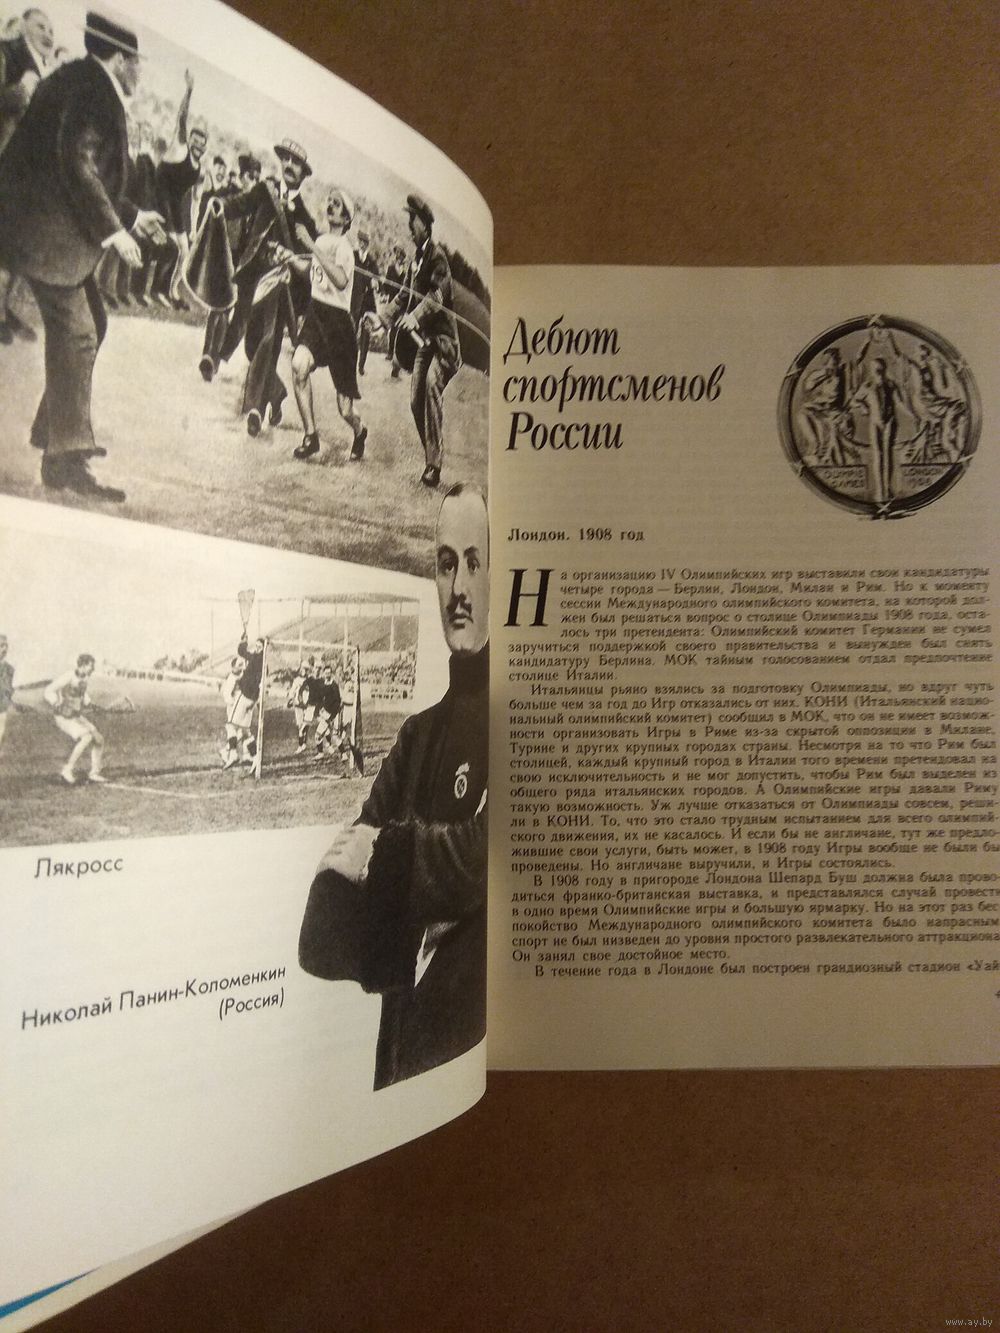 19
Лякросс
Николай Панин-Коломенкин
(Россия)
Дебют
спортсменов
России
OLYMPIC
GAMES
LONDON
1908
Лондон. 1908 год
На организацию IV Олимпийских игр выставили свои кандидатуры
четыре города — Берлин, Лондон, Милан и Рим. Но к моменту
сессии Международного олимпийского комитета, на которой дол-
жен был решаться вопрос о столице Олимпиады 1908 года, оста-
лось три претендента: Олимпийский комитет Германии не сумел
заручиться поддержкой своего правительства и вынужден был снять
кандидатуру Берлина. МОК тайным голосованием отдал предпочтение
столице Италии.
Итальянцы рьяно взялись за подготовку Олимпиады, но вдруг чуть
больше чем за год до Игр отказались от них. КОНИ (Итальянский нацио-
нальный олимпийский комитет) сообщил в МОК, что он не имеет возмож-
ности организовать Игры в Риме из-за скрытой оппозиции в Милане,
Турине и других крупных городах страны. Несмотря на то что Рим был
столицей, каждый крупный город в Италии того времени претендовал на
свою исключительность и не мог допустить, чтобы Рим был выделен из
общего ряда итальянских городов. А Олимпийские игры давали Риму
такую возможность. Уж лучше отказаться от Олимпиады совсем, реши-
ли в КОНИ. То, что это стало трудным испытанием для всего олимпий-
ского движения, их не касалось. И если бы не англичане, тут же предло-
жившие свои услуги, быть может, в 1908 году Игры вообще не были бы
проведены. Но англичане выручили, и Игры состоялись.
В 1908 году в пригороде Лондона Шепард Буш должна была прово-
диться франко-британская выставка, и представлялся случай провести
в одно время Олимпийские игры и большую ярмарку. Но на этот раз бес
покойство Международного олимпийского комитета было напрасным
спорт не был низведен до уровня простого развлекательного аттракциона
Он занял свое достойное место.
В течение года в Лондоне был построен грандиозный стадион «Уай
www.ay.by